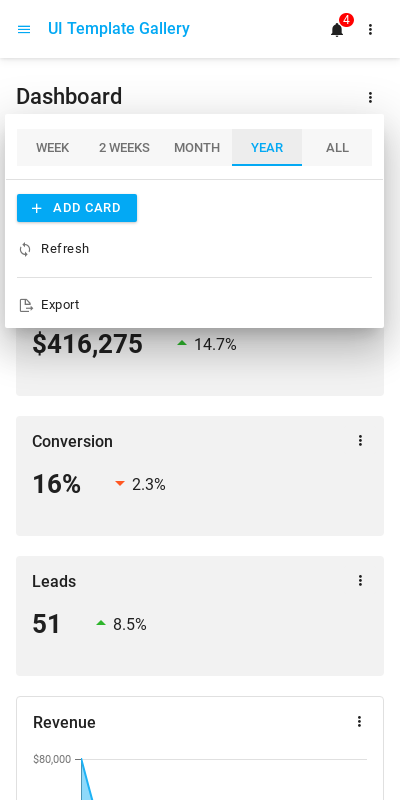 UI Template Gallery
4
Dashboard
WEEK 2 WEEKS MONTH YEAR ALL
ADD CARD
Refresh
Export
$416,275 14.7%
Conversion
16% 2.3%
Leads
51 8.5%
Revenue
$80,000